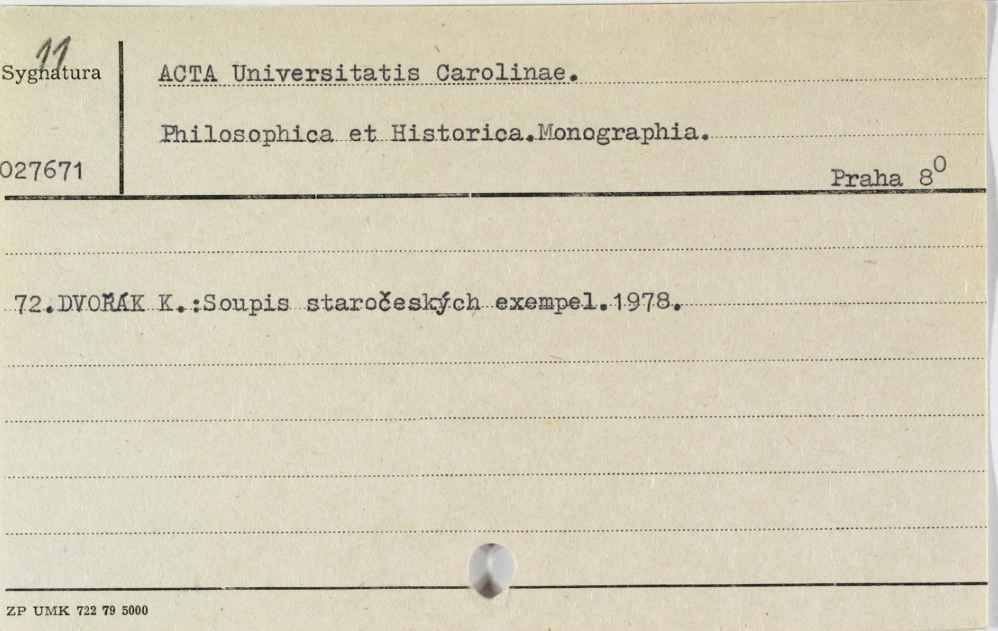 11
Sygnatura
ACTA Universitatis Carolinae.
Philosophica et Historica.Monographia.
027671
Praha 8⁰
72.DVOŘÁK K.:Soupis staročeských exempel.1978.
ZP UMK 722 79 5000